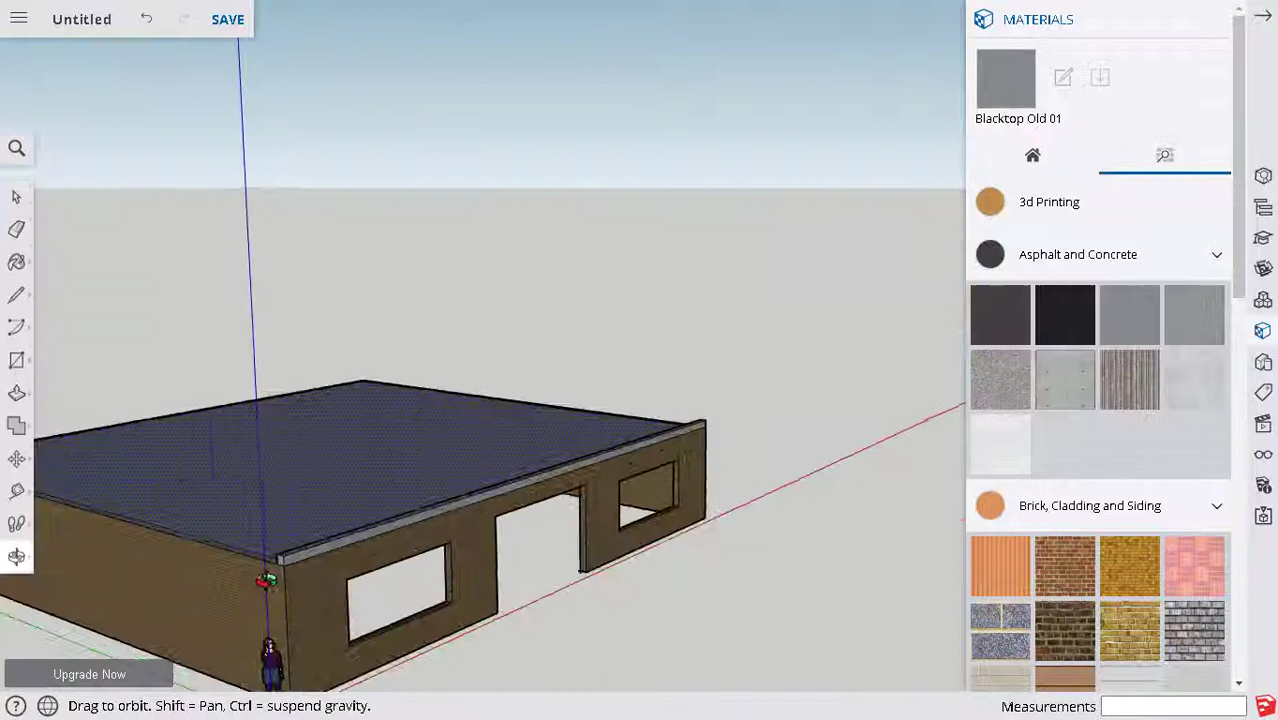 Untitled
SAVE
MATERIALS
Blacktop Old 01
3d Printing
Asphalt and Concrete
Brick, Cladding and Siding
Upgrade Now
Drag to orbit. Shift = Pan, Ctrl = suspend gravity.
Measurements